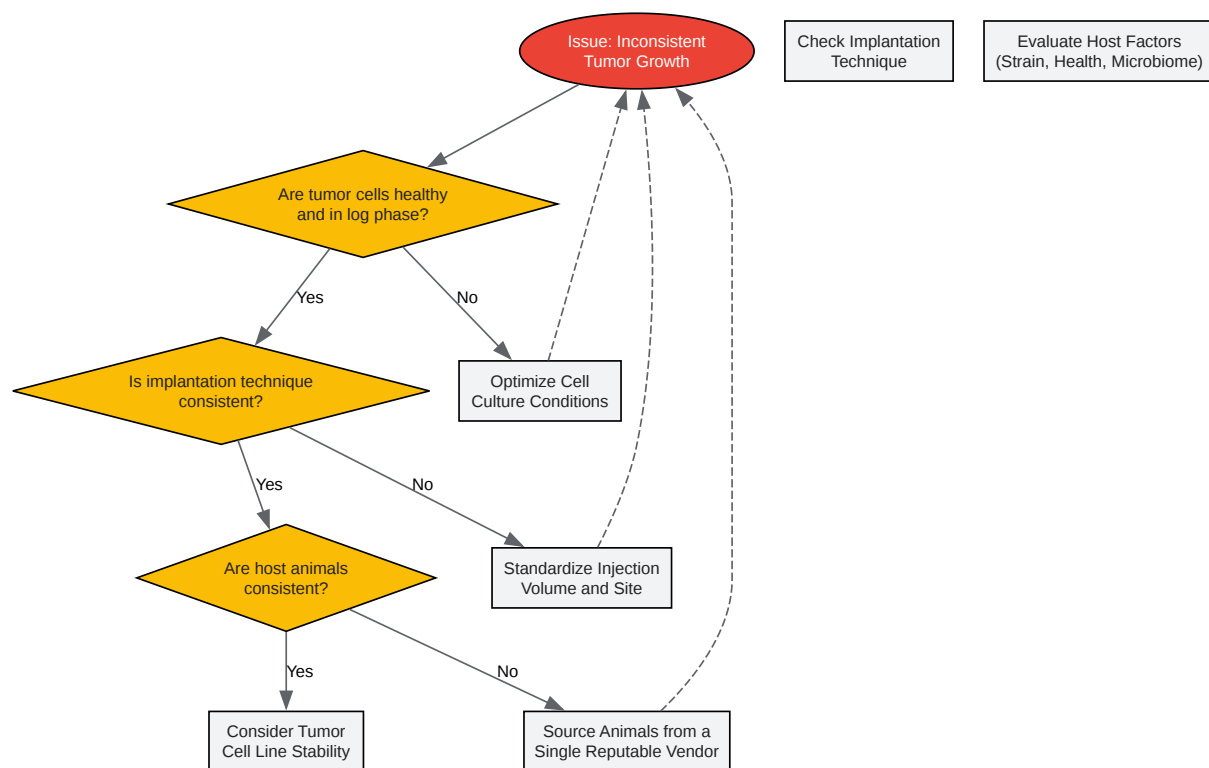 Issue: Inconsistent
Tumor Growth
Check Implantation
Technique
Evaluate Host Factors
(Strain, Health, Microbiome)
Are tumor cells healthy
and in log phase?
Yes
No
Is implantation technique
consistent?
Optimize Cell
Culture Conditions
Yes
No
Are host animals
consistent?
Standardize Injection
Volume and Site
Yes
No
Consider Tumor
Cell Line Stability
Source Animals from a
Single Reputable Vendor